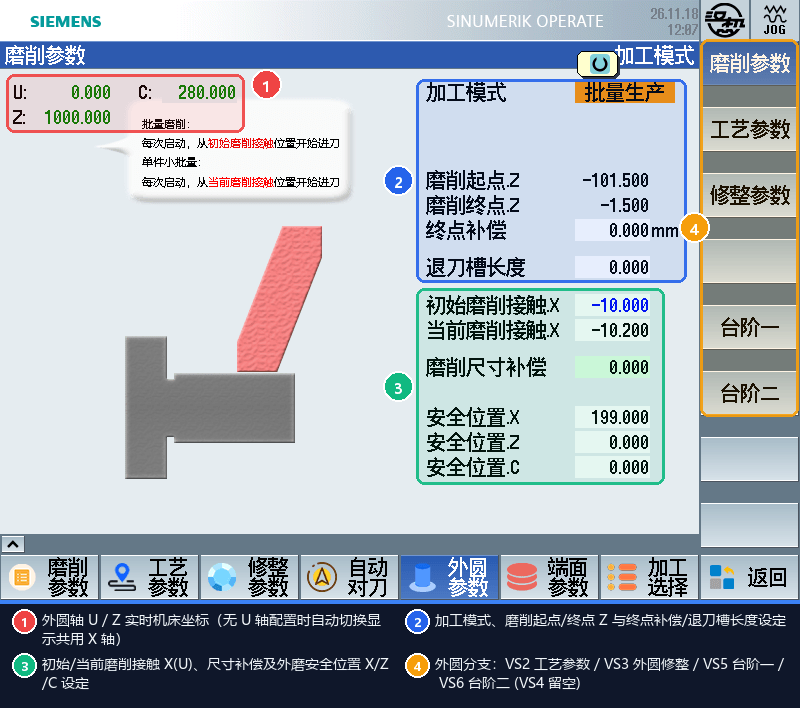 SIEMENS
SINUMERIK OPERATE
26.11.18
12:07
JOG
磨削参数
加工模式
U: 0.000 C: 280.000
Z: 1000.000
1
批量磨削:
每次启动，从初始磨削接触位置开始进刀
单件小批量:
每次启动，从当前磨削接触位置开始进刀
2
加工模式 批量生产
磨削起点.Z -101.500
磨削终点.Z -1.500
终点补偿 0.000 mm
退刀槽长度 0.000
3
初始磨削接触.X -10.000
当前磨削接触.X -10.200
磨削尺寸补偿 0.000
安全位置.X 199.000
安全位置.Z 0.000
安全位置.C 0.000
4
磨削参数
工艺参数
修整参数
台阶一
台阶二
磨削参数
工艺参数
修整参数
自动对刀
外圆参数
端面参数
加工选择
返回
1 外圆轴 U / Z 实时机床坐标（无 U 轴配置时自动切换显
示共用 X 轴）
2 加工模式、磨削起点/终点 Z 与终点补偿/退刀槽长度设定
3 初始/当前磨削接触 X(U)、尺寸补偿及外磨安全位置 X/Z
/C 设定
4 外圆分支：VS2 工艺参数 / VS3 外圆修整 / VS5 台阶一 /
VS6 台阶二 (VS4 留空)